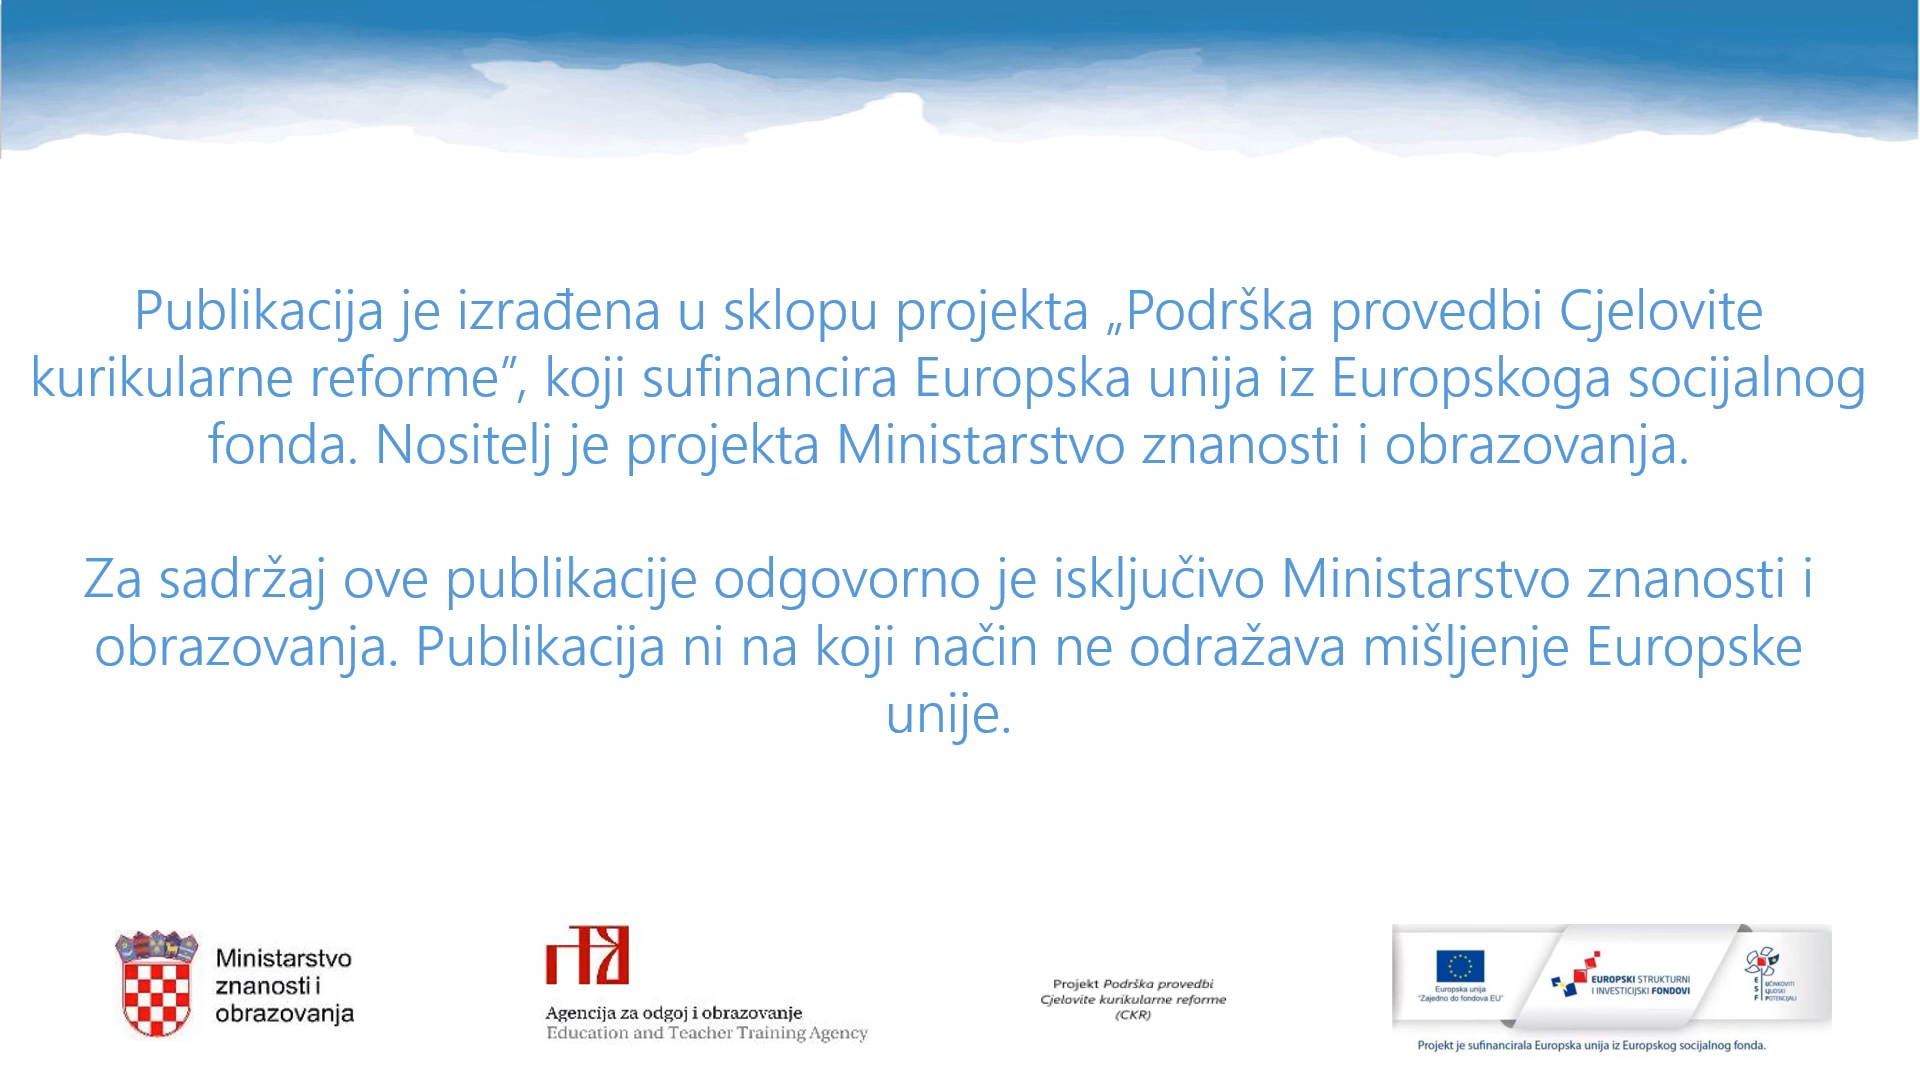 Publikacija je izrađena u sklopu projekta „Podrška provedbi Cjelovite
kurikularne reforme”, koji sufinancira Europska unija iz Europskoga socijalnog
fonda. Nositelj je projekta Ministarstvo znanosti i obrazovanja.
Za sadržaj ove publikacije odgovorno je isključivo Ministarstvo znanosti i
obrazovanja. Publikacija ni na koji način ne odražava mišljenje Europske
unije.
Ministarstvo
znanosti i
obrazovanja
Agencija za odgoj i obrazovanje
Education and Teacher Training Agency
Projekt Podrška provedbi
Cjelovite kurikularne reforme
(CKR)
Europska unija
"Zajedno do fondova EU"
EUROPSKI STRUKTURNI
I INVESTICIJSKI FONDOVI
ESF
UČINKOVITI
LJUDSKI
POTENCIJALI
Projekt je sufinancirala Europska unija iz Europskog socijalnog fonda.